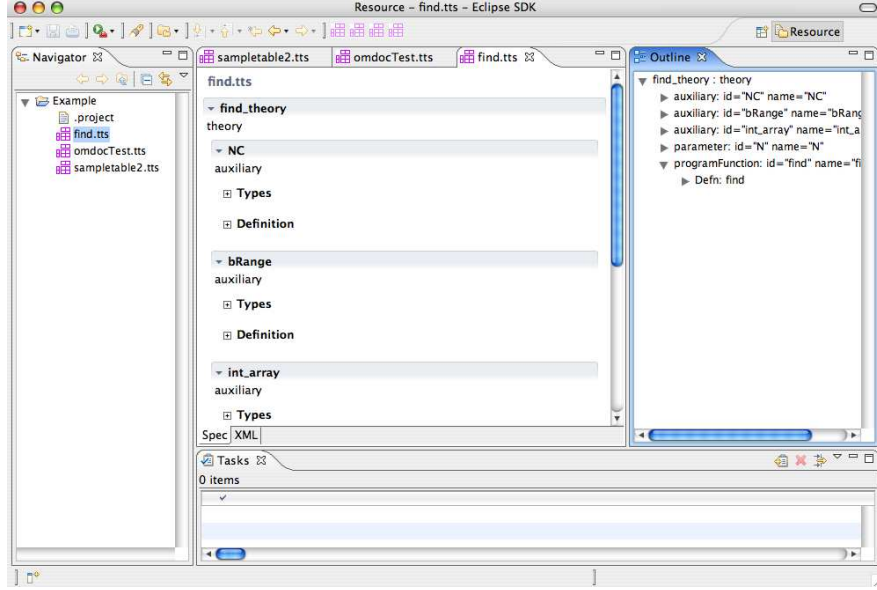 Resource – find.tts – Eclipse SDK
Resource
Navigator
Example
.project
find.tts
omdocTest.tts
sampletable2.tts
sampletable2.tts
omdocTest.tts
find.tts
find.tts
find_theory
theory
NC
auxiliary
Types
Definition
bRange
auxiliary
Types
Definition
int_array
auxiliary
Types
Spec
XML
Outline
find_theory : theory
auxiliary: id="NC" name="NC"
auxiliary: id="bRange" name="bRang
auxiliary: id="int_array" name="int_a
parameter: id="N" name="N"
programFunction: id="find" name="fi
Defn: find
Tasks
0 items